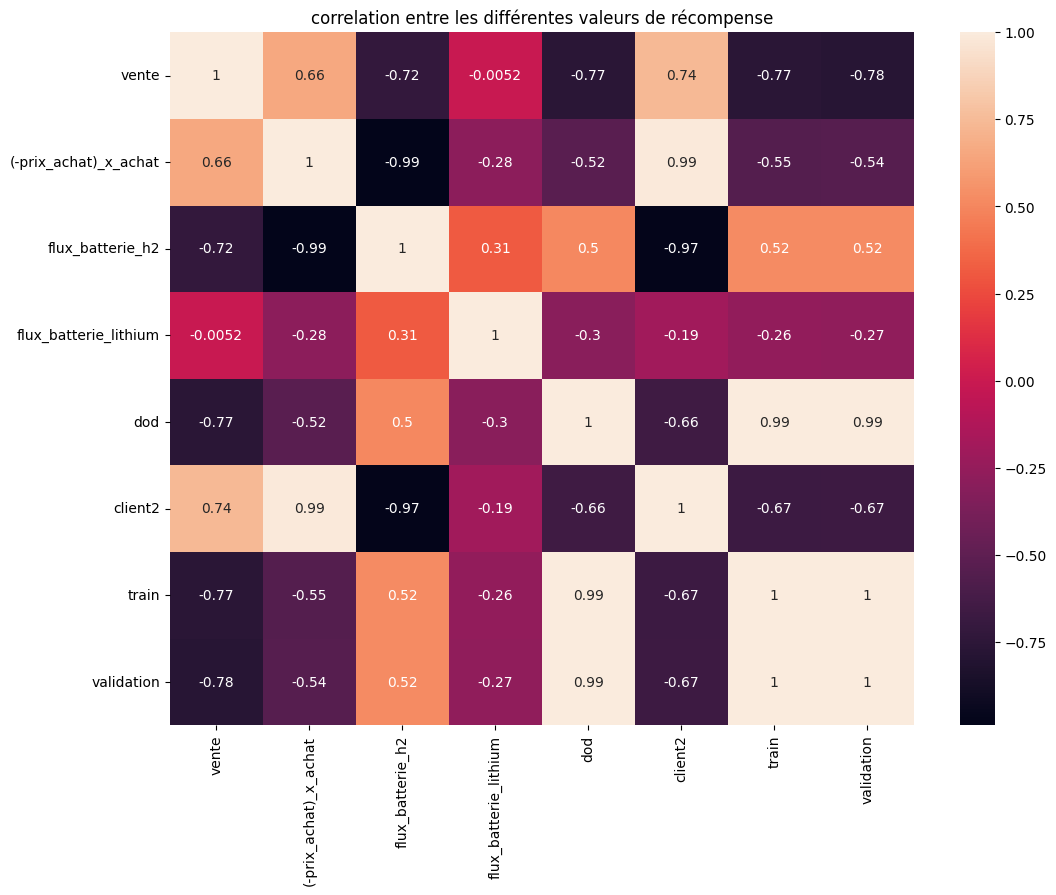 correlation entre les différentes valeurs de récompense
vente 1 0.66 -0.72 -0.0052 -0.77 0.74 -0.77 -0.78
(-prix_achat)_x_achat 0.66 1 -0.99 -0.28 -0.52 0.99 -0.55 -0.54
flux_batterie_h2 -0.72 -0.99 1 0.31 0.5 -0.97 0.52 0.52
flux_batterie_lithium -0.0052 -0.28 0.31 1 -0.3 -0.19 -0.26 -0.27
dod -0.77 -0.52 0.5 -0.3 1 -0.66 0.99 0.99
client2 0.74 0.99 -0.97 -0.19 -0.66 1 -0.67 -0.67
train -0.77 -0.55 0.52 -0.26 0.99 -0.67 1 1
validation -0.78 -0.54 0.52 -0.27 0.99 -0.67 1 1
vente
(-prix_achat)_x_achat
flux_batterie_h2
flux_batterie_lithium
dod
client2
train
validation
1.00
0.75
0.50
0.25
0.00
−0.25
−0.50
−0.75